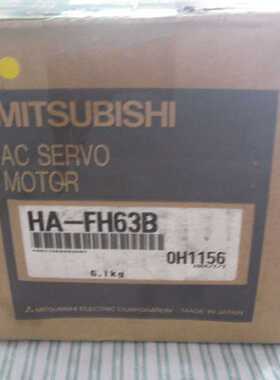 MITSUBISHI
AC SERVO
MOTOR
HA-FH63B
0H1156
6.1kg
MITSUBISHI ELECTRIC CORPORATION MADE IN JAPAN